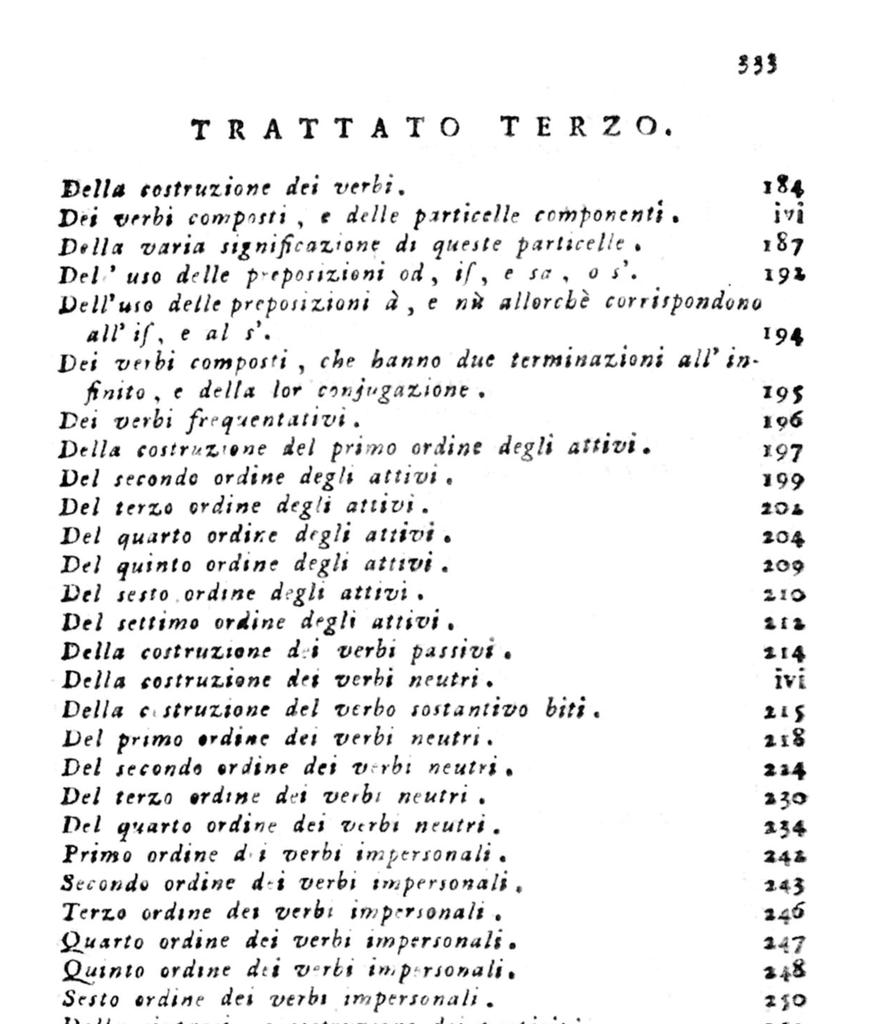 333
TRATTATO TERZO.
Della costruzione dei verbi. 184
Dei verbi composti, e delle particelle componenti. ivi
Della varia significazione di queste particelle. 187
Del' uso delle preposizioni od, iſ, e sa, o s'. 192
Dell'uso delle preposizioni à, e nù allorchè corrispondono
all' iſ, e al s'. 194
Dei verbi composti, che hanno due terminazioni all' in-
finito, e della lor conjugazione. 195
Dei verbi frequentativi. 196
Della costruzione del primo ordine degli attivi. 197
Del secondo ordine degli attivi. 199
Del terzo ordine degli attivi. 202
Del quarto ordine degli attivi. 204
Del quinto ordine degli attivi. 209
Del sesto ordine degli attivi. 210
Del settimo ordine degli attivi. 212
Della costruzione dei verbi passivi. 214
Della costruzione dei verbi neutri. ivi
Della costruzione del verbo sostantivo biti. 215
Del primo ordine dei verbi neutri. 218
Del secondo ordine dei verbi neutri. 224
Del terzo ordine dei verbi neutri. 230
Del quarto ordine dei verbi neutri. 234
Primo ordine dei verbi impersonali. 242
Secondo ordine dei verbi impersonali. 243
Terzo ordine dei verbi impersonali. 246
Quarto ordine dei verbi impersonali. 247
Quinto ordine dei verbi impersonali. 248
Sesto ordine dei verbi impersonali. 250